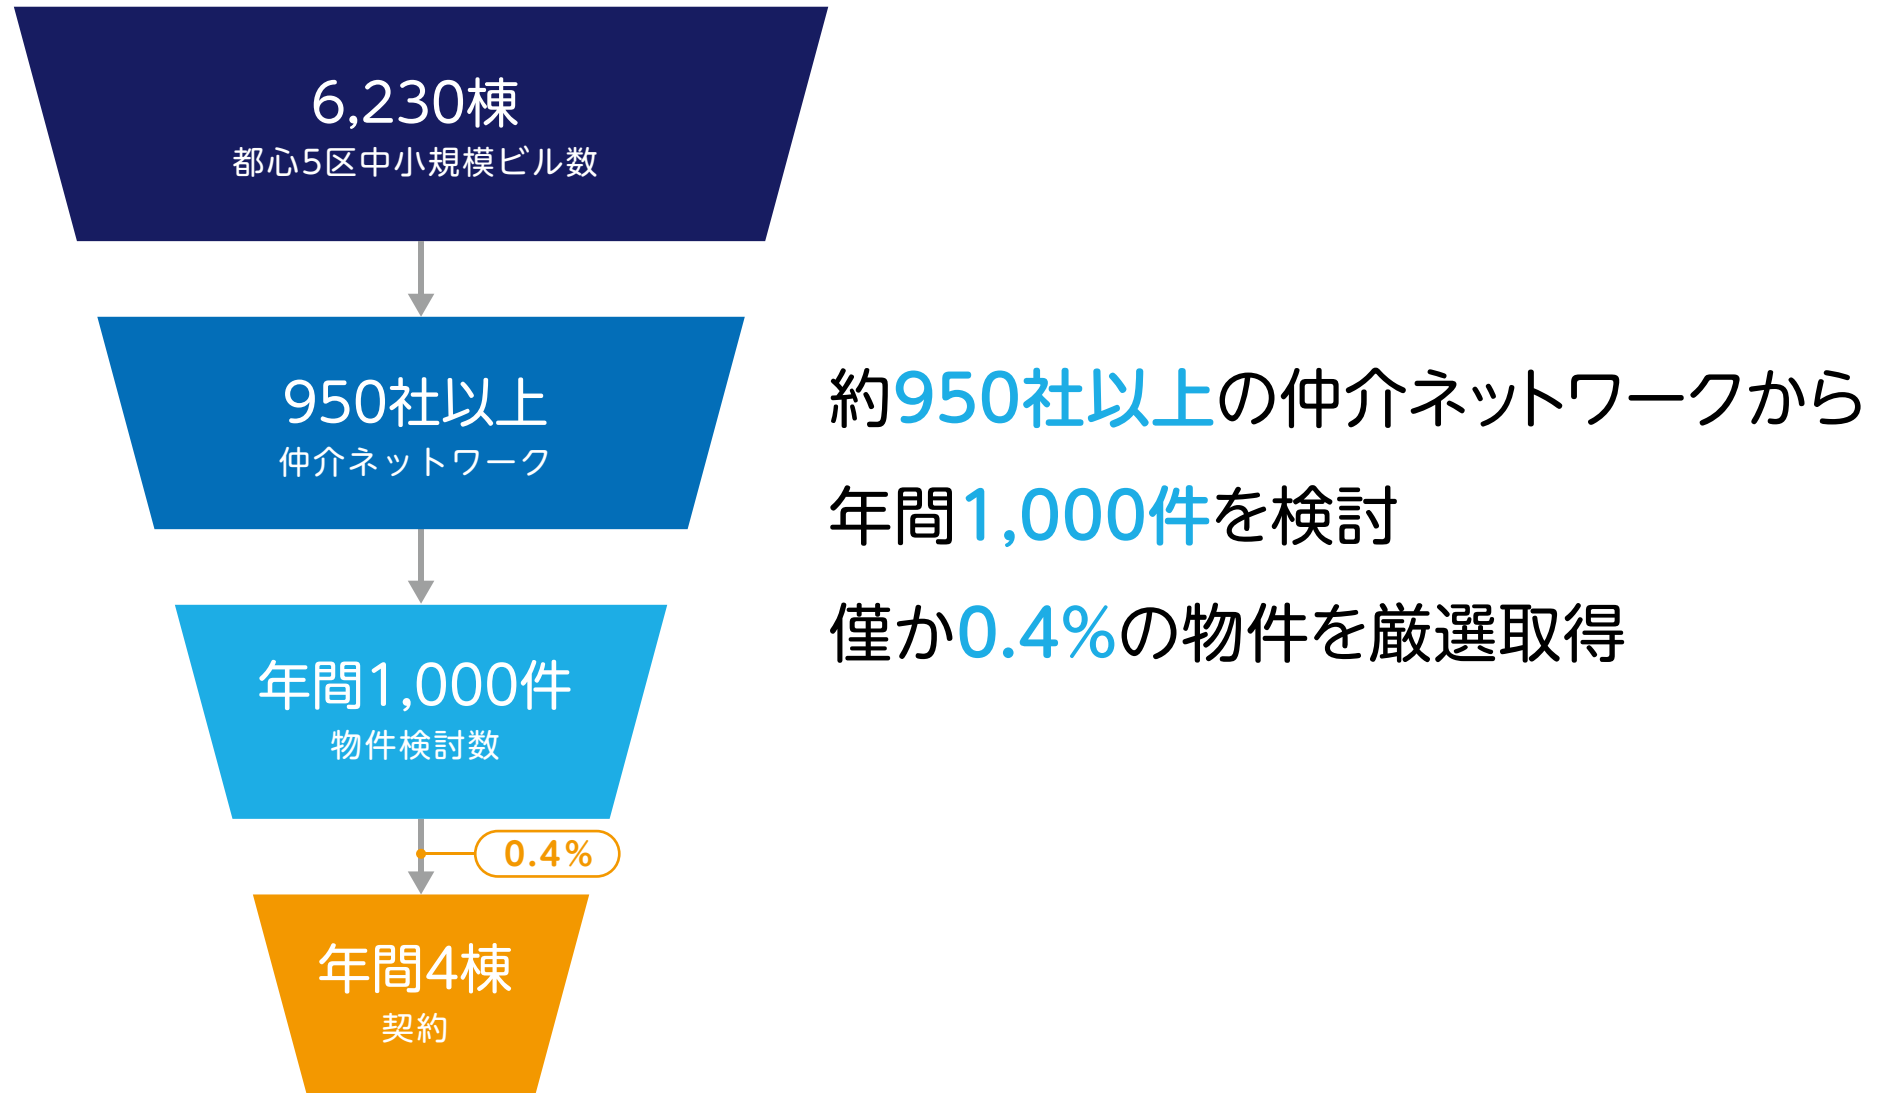 6,230棟
都心5区中小規模ビル数
950社以上
仲介ネットワーク
年間1,000件
物件検討数
0.4%
年間4棟
契約
約950社以上の仲介ネットワークから
年間1,000件を検討
僅か0.4%の物件を厳選取得